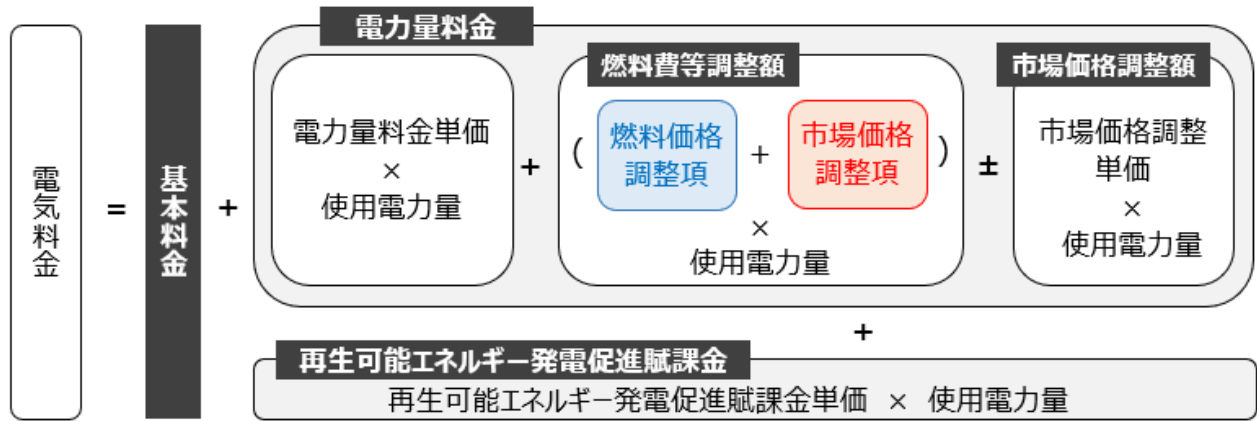 電気料金
=
基本料金
+
電力量料金
電力量料金単価
×
使用電力量
+
燃料費等調整額
(
燃料価格
調整項
+
市場価格
調整項
)
×
使用電力量
±
市場価格調整額
市場価格調整
単価
×
使用電力量
+
再生可能エネルギー発電促進賦課金
再生可能エネルギー発電促進賦課金単価 × 使用電力量